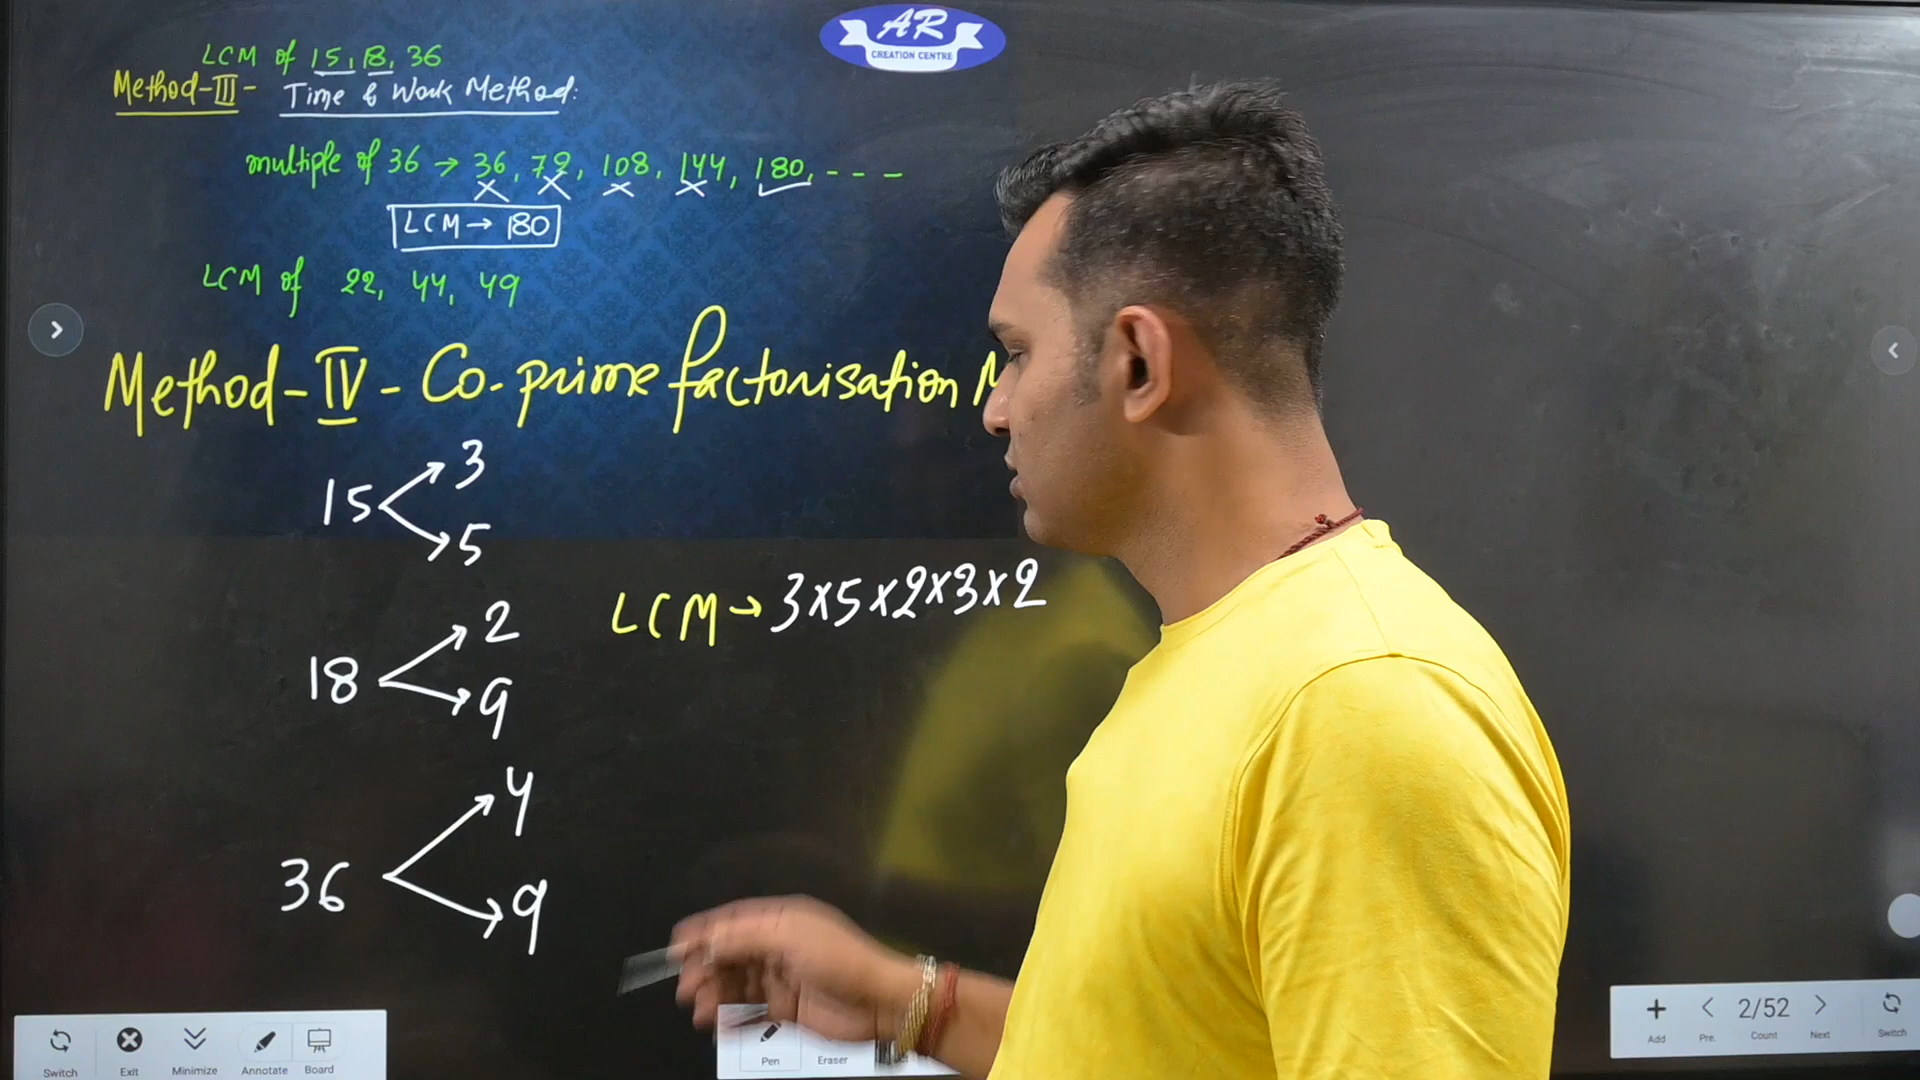 AR
CREATION CENTRE
LCM of 15, 18, 36
Method-III - Time & Work Method:
multiple of 36 → 36, 72, 108, 144, 180, - - -
LCM → 180
LCM of 22, 44, 49
Method-IV - Co-prime factorisation
15 3
5
LCM → 3×5×2×3×2
18 2
9
36 4
9
Switch Exit Minimize Annotate Board
Pen Eraser
Add Pre. 2/52 Count Next Switch